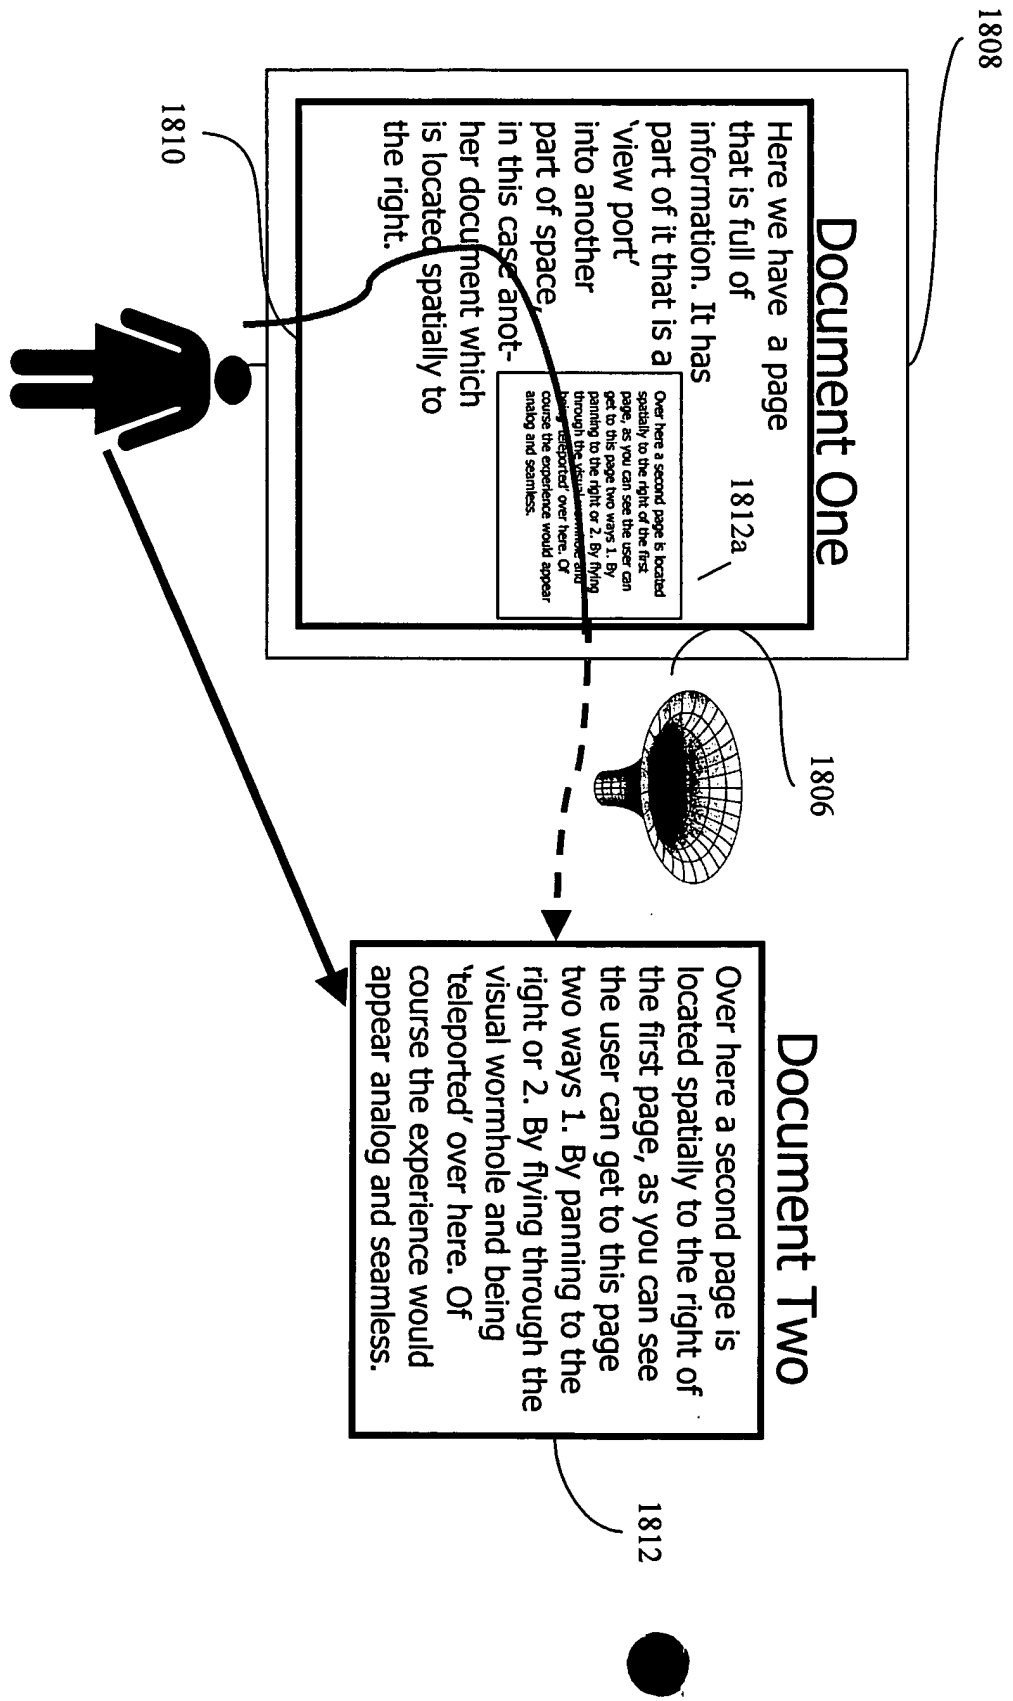 1808
Document One
Here we have a page
that is full of
information. It has
part of it that is a
'view port'
into another
part of space,
in this case anot-
her document which
is located spatially to
the right.
1810
1812a
Over here a second page is located
spatially to the right of the first
page, as you can see the user can
get to this page two ways 1. By
panning to the right or 2. By flying
through the visual wormhole and
being 'teleported' over here. Of
course the experience would appear
analog and seamless.
1806
Document Two
Over here a second page is
located spatially to the right of
the first page, as you can see
the user can get to this page
two ways 1. By panning to the
right or 2. By flying through the
visual wormhole and being
'teleported' over here. Of
course the experience would
appear analog and seamless.
1812